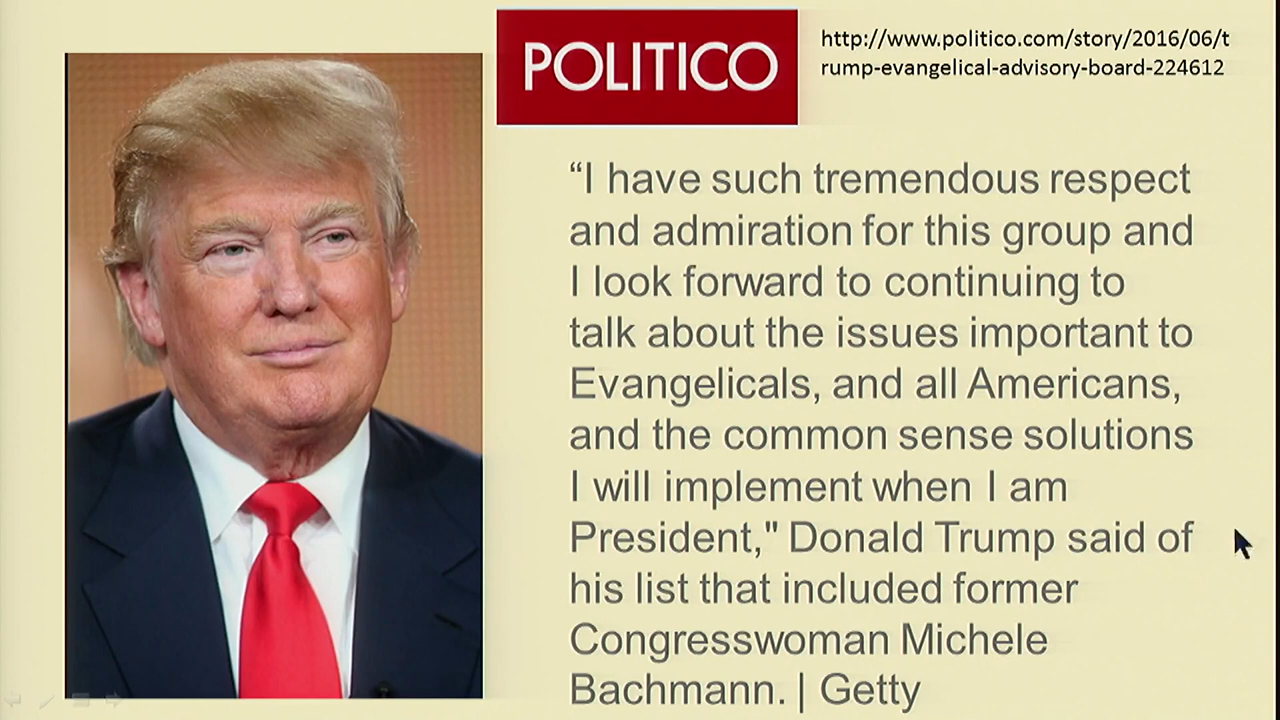 POLITICO
http://www.politico.com/story/2016/06/t
rump-evangelical-advisory-board-224612
“I have such tremendous respect
and admiration for this group and
I look forward to continuing to
talk about the issues important to
Evangelicals, and all Americans,
and the common sense solutions
I will implement when I am
President," Donald Trump said of
his list that included former
Congresswoman Michele
Bachmann. | Getty